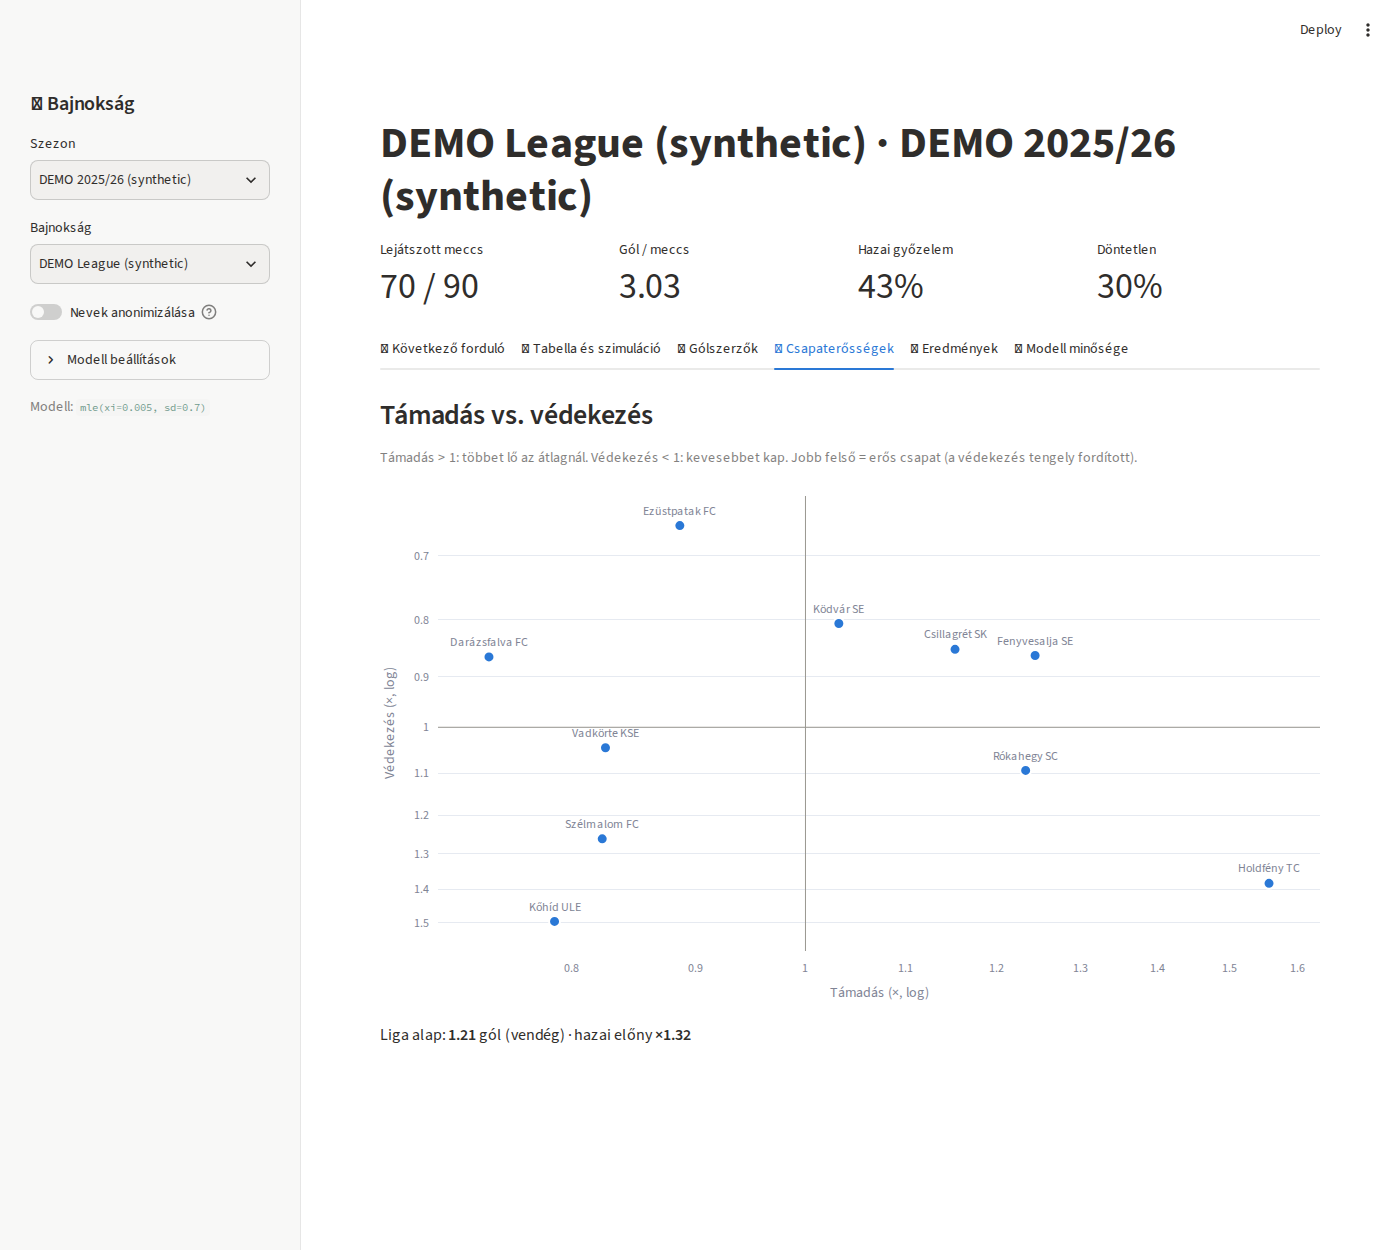 Deploy
Bajnokság
Szezon
DEMO 2025/26 (synthetic)
Bajnokság
DEMO League (synthetic)
Nevek anonimizálása
Modell beállítások
Modell: mle(xi=0.005, sd=0.7)
DEMO League (synthetic) · DEMO 2025/26
(synthetic)
Lejátszott meccs Gól / meccs Hazai győzelem Döntetlen
70 / 90 3.03 43% 30%
Következő forduló Tabella és szimuláció Gólszerzők Csapaterősségek Eredmények Modell minősége
Támadás vs. védekezés
Támadás > 1: többet lő az átlagnál. Védekezés < 1: kevesebbet kap. Jobb felső = erős csapat (a védekezés tengely fordított).
Ezüstpatak FC
0.7
Ködvár SE
0.8
Csillagrét SK
Fenyvesalja SE
Darázsfalva FC
0.9
Védekezés (×, log)
1
Vadkörte KSE
Rókahegy SC
1.1
1.2
Szélmalom FC
1.3
Holdfény TC
1.4
Kőhíd ULE
1.5
0.8 0.9 1 1.1 1.2 1.3 1.4 1.5 1.6
Támadás (×, log)
Liga alap: 1.21 gól (vendég) · hazai előny ×1.32